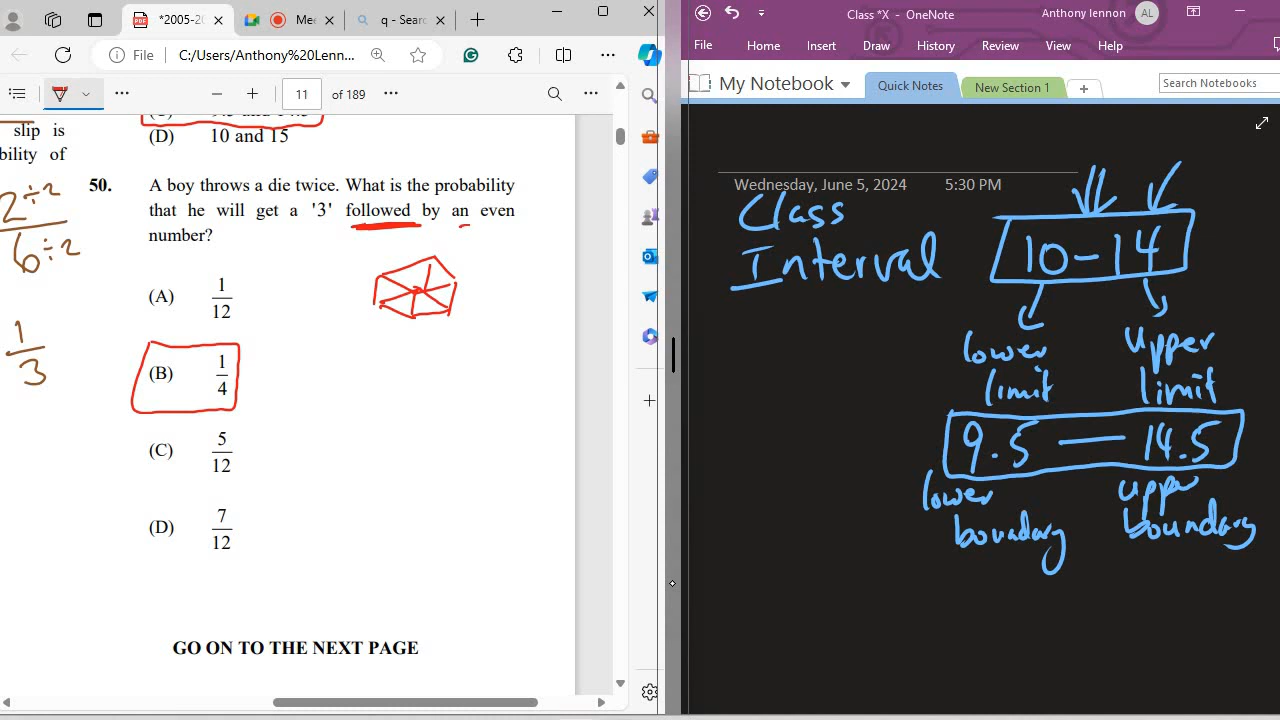 *2005-20
Mee
q - Sear
File
C:/Users/Anthony%20Lenn...
11 of 189
slip is
bility of
2÷2
6÷2
1
3
(D) 10 and 15
50. A boy throws a die twice. What is the probability
that he will get a '3' followed by an even
number?
(A) 1
12
(B) 1
4
(C) 5
12
(D) 7
12
GO ON TO THE NEXT PAGE
Class *X - OneNote
Anthony lennon AL
File Home Insert Draw History Review View Help
My Notebook Quick Notes New Section 1 Search Notebooks
Wednesday, June 5, 2024 5:30 PM
Class
Interval
10-14
lower
limit
upper
limit
9.5 — 14.5
lower
boundary
upper
boundary